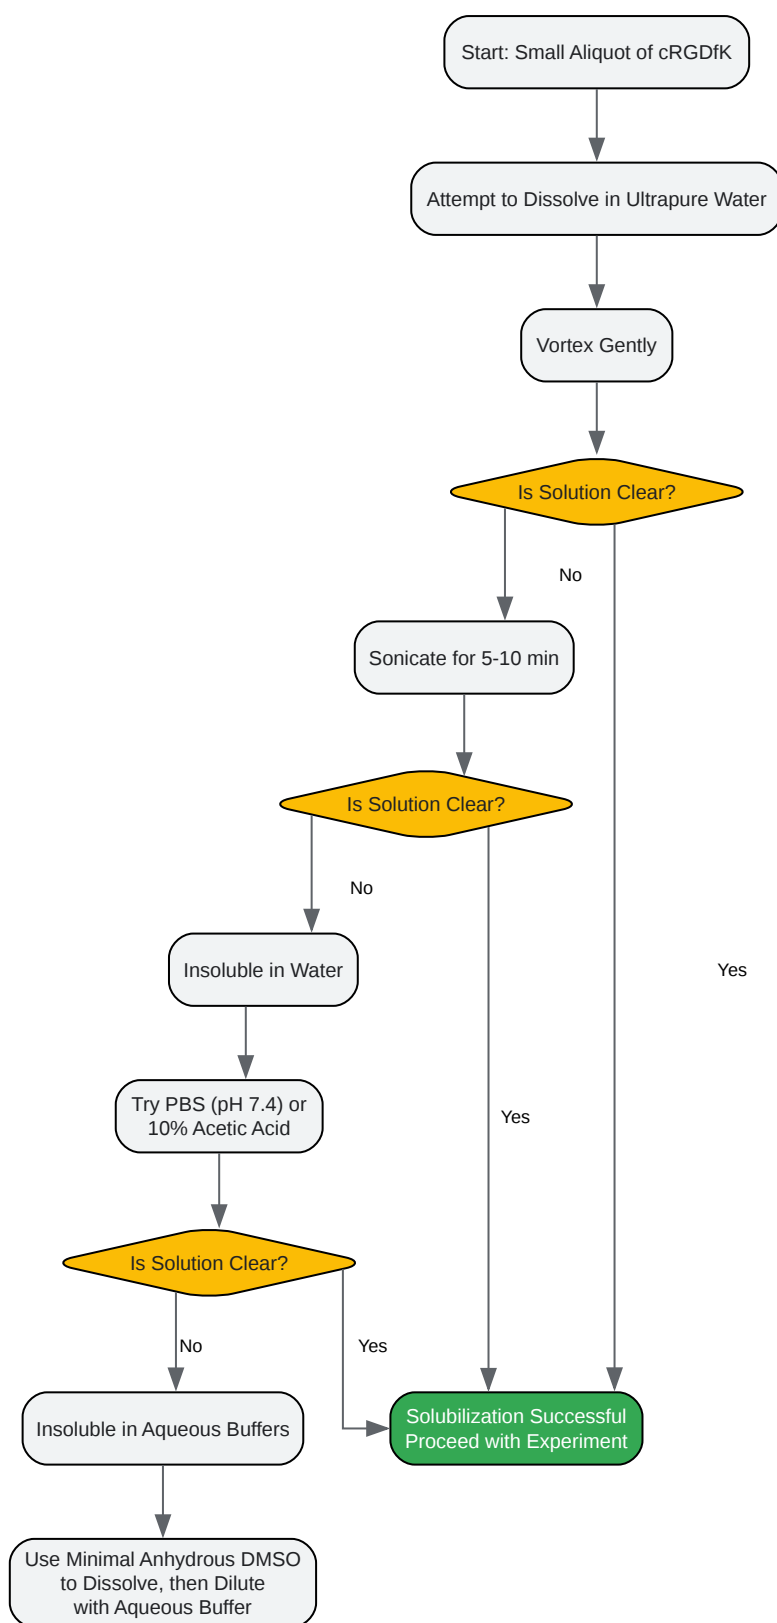 Start: Small Aliquot of cRGDfK
Attempt to Dissolve in Ultrapure Water
Vortex Gently
Is Solution Clear?
No
Sonicate for 5-10 min
Is Solution Clear?
No
Insoluble in Water
Yes
Try PBS (pH 7.4) or
10% Acetic Acid
Yes
Is Solution Clear?
No
Yes
Insoluble in Aqueous Buffers
Solubilization Successful
Proceed with Experiment
Use Minimal Anhydrous DMSO
to Dissolve, then Dilute
with Aqueous Buffer